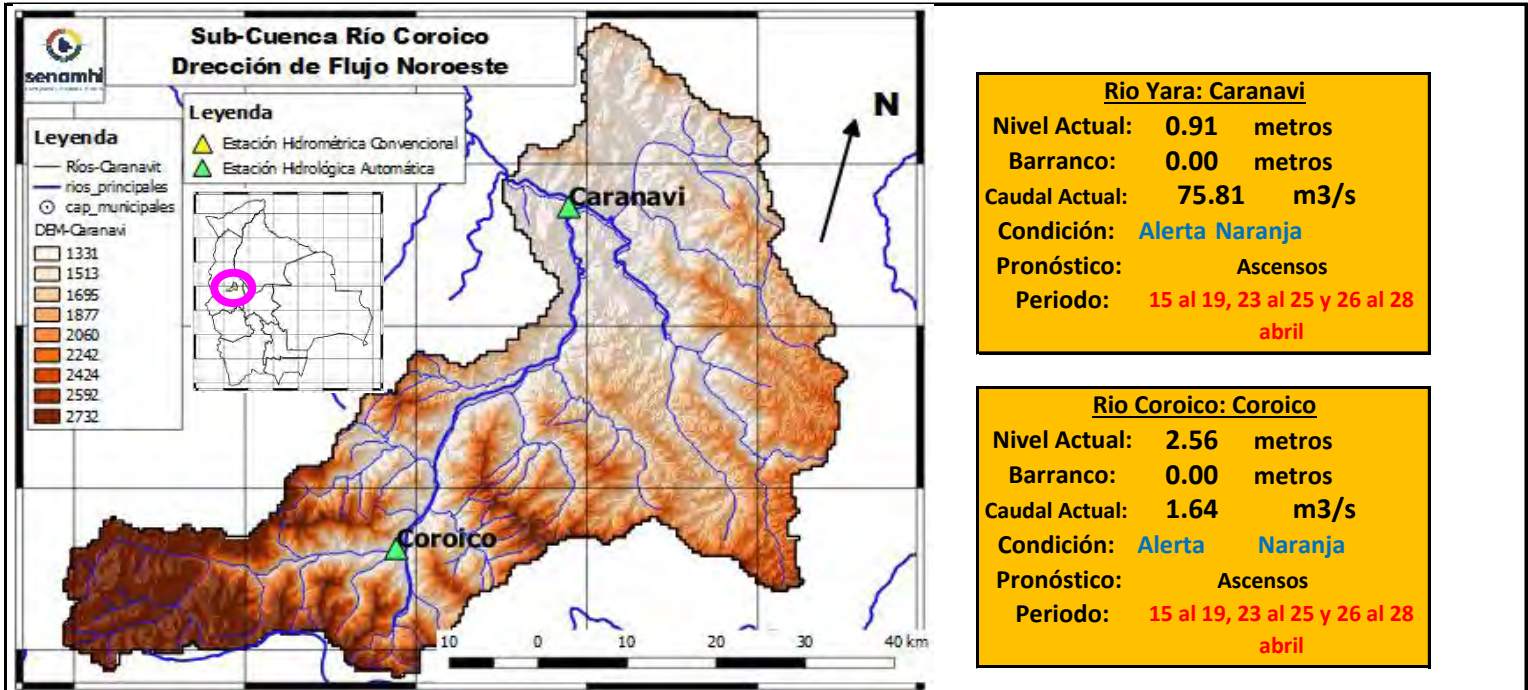 senamhi
Sub-Cuenca Río Coroico
Drección de Flujo Noroeste
Leyenda
Estación Hidrométrica Convencional
Estación Hidrológica Automática
Leyenda
Ríos-Caranavit
rios_principales
cap_municipales
DEM-Caranavi
1331
1513
1695
1877
2060
2242
2424
2592
2732
N
Caranavi
Coroico
10 0 10 20 30 40 km
Rio Yara: Caranavi
Nivel Actual: 0.91 metros
Barranco: 0.00 metros
Caudal Actual: 75.81 m3/s
Condición: Alerta Naranja
Pronóstico: Ascensos
Periodo: 15 al 19, 23 al 25 y 26 al 28
abril
Rio Coroico: Coroico
Nivel Actual: 2.56 metros
Barranco: 0.00 metros
Caudal Actual: 1.64 m3/s
Condición: Alerta Naranja
Pronóstico: Ascensos
Periodo: 15 al 19, 23 al 25 y 26 al 28
abril